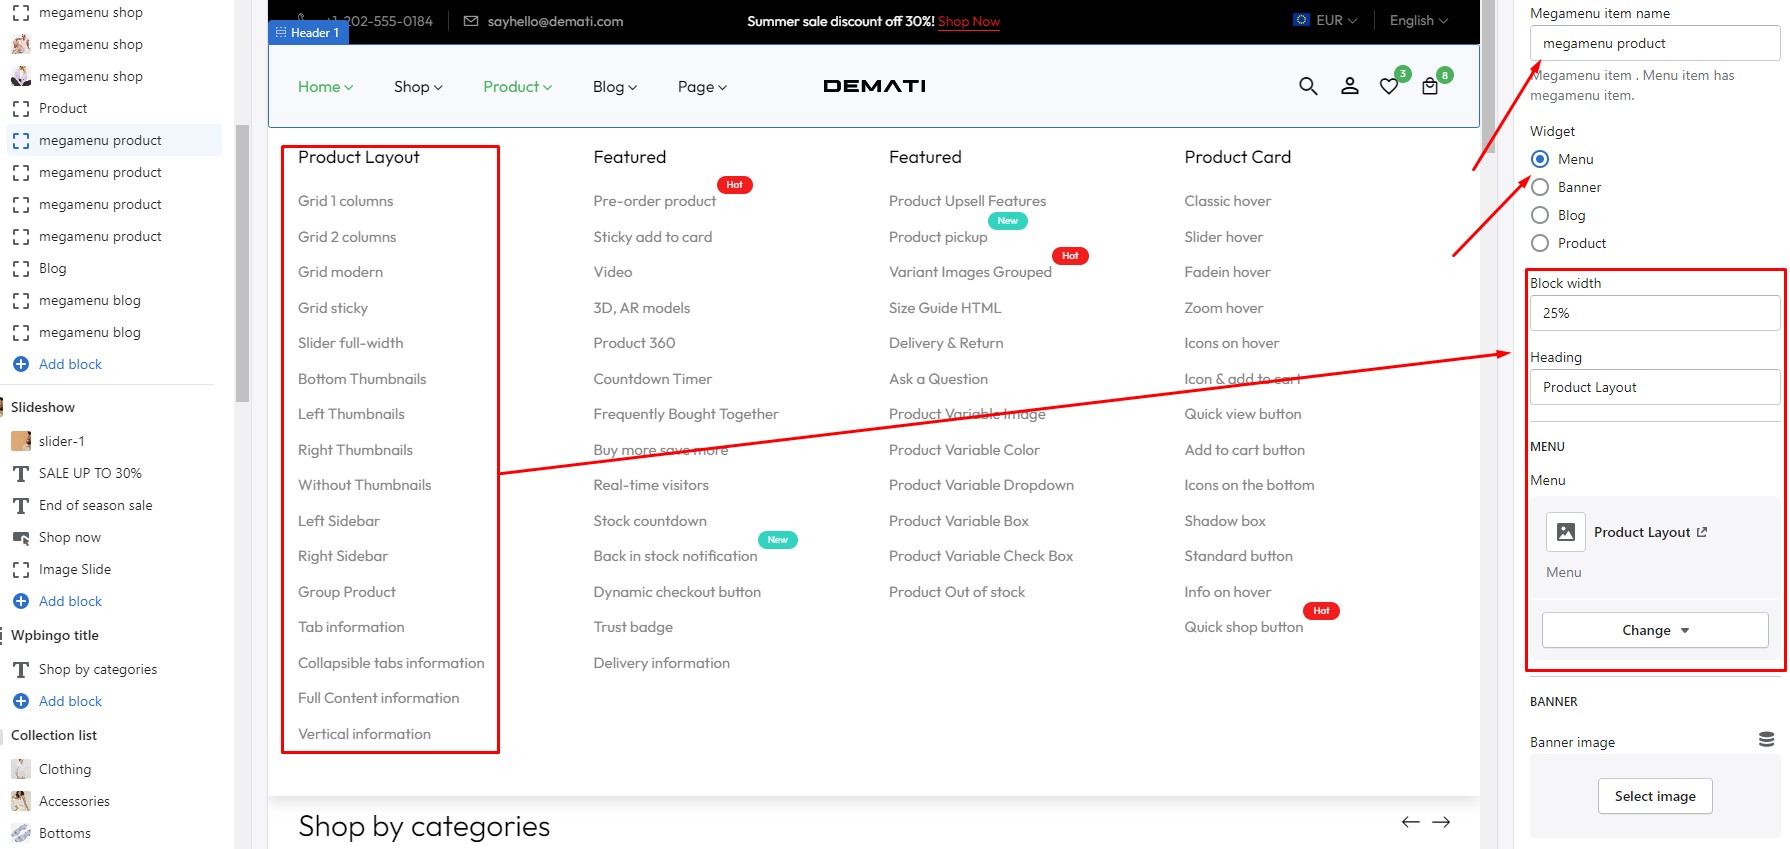 megamenu shop
megamenu shop
megamenu shop
Product
megamenu product
megamenu product
megamenu product
megamenu product
Blog
megamenu blog
megamenu blog
Add block
Slideshow
slider-1
SALE UP TO 30%
End of season sale
Shop now
Image Slide
Add block
Wpbingo title
Shop by categories
Add block
Collection list
Clothing
Accessories
Bottoms
+1 202-555-0184
sayhello@demati.com
Summer sale discount off 30%! Shop Now
EUR
English
Header 1
Home
Shop
Product
Blog
Page
DEMATI
3
8
Product Layout
Grid 1 columns
Grid 2 columns
Grid modern
Grid sticky
Slider full-width
Bottom Thumbnails
Left Thumbnails
Right Thumbnails
Without Thumbnails
Left Sidebar
Right Sidebar
Group Product
Tab information
Collapsible tabs information
Full Content information
Vertical information
Featured
Hot
Pre-order product
Sticky add to card
Video
3D, AR models
Product 360
Countdown Timer
Frequently Bought Together
Buy more save more
Real-time visitors
Stock countdown
New
Back in stock notification
Dynamic checkout button
Trust badge
Delivery information
Featured
Product Upsell Features
New
Product pickup
Hot
Variant Images Grouped
Size Guide HTML
Delivery & Return
Ask a Question
Product Variable Image
Product Variable Color
Product Variable Dropdown
Product Variable Box
Product Variable Check Box
Product Out of stock
Product Card
Classic hover
Slider hover
Fadein hover
Zoom hover
Icons on hover
Icon & add to cart
Quick view button
Add to cart button
Icons on the bottom
Shadow box
Standard button
Info on hover
Hot
Quick shop button
Shop by categories
Megamenu item name
megamenu product
Megamenu item . Menu item has
megamenu item.
Widget
Menu
Banner
Blog
Product
Block width
25%
Heading
Product Layout
MENU
Menu
Product Layout
Menu
Change
BANNER
Banner image
Select image